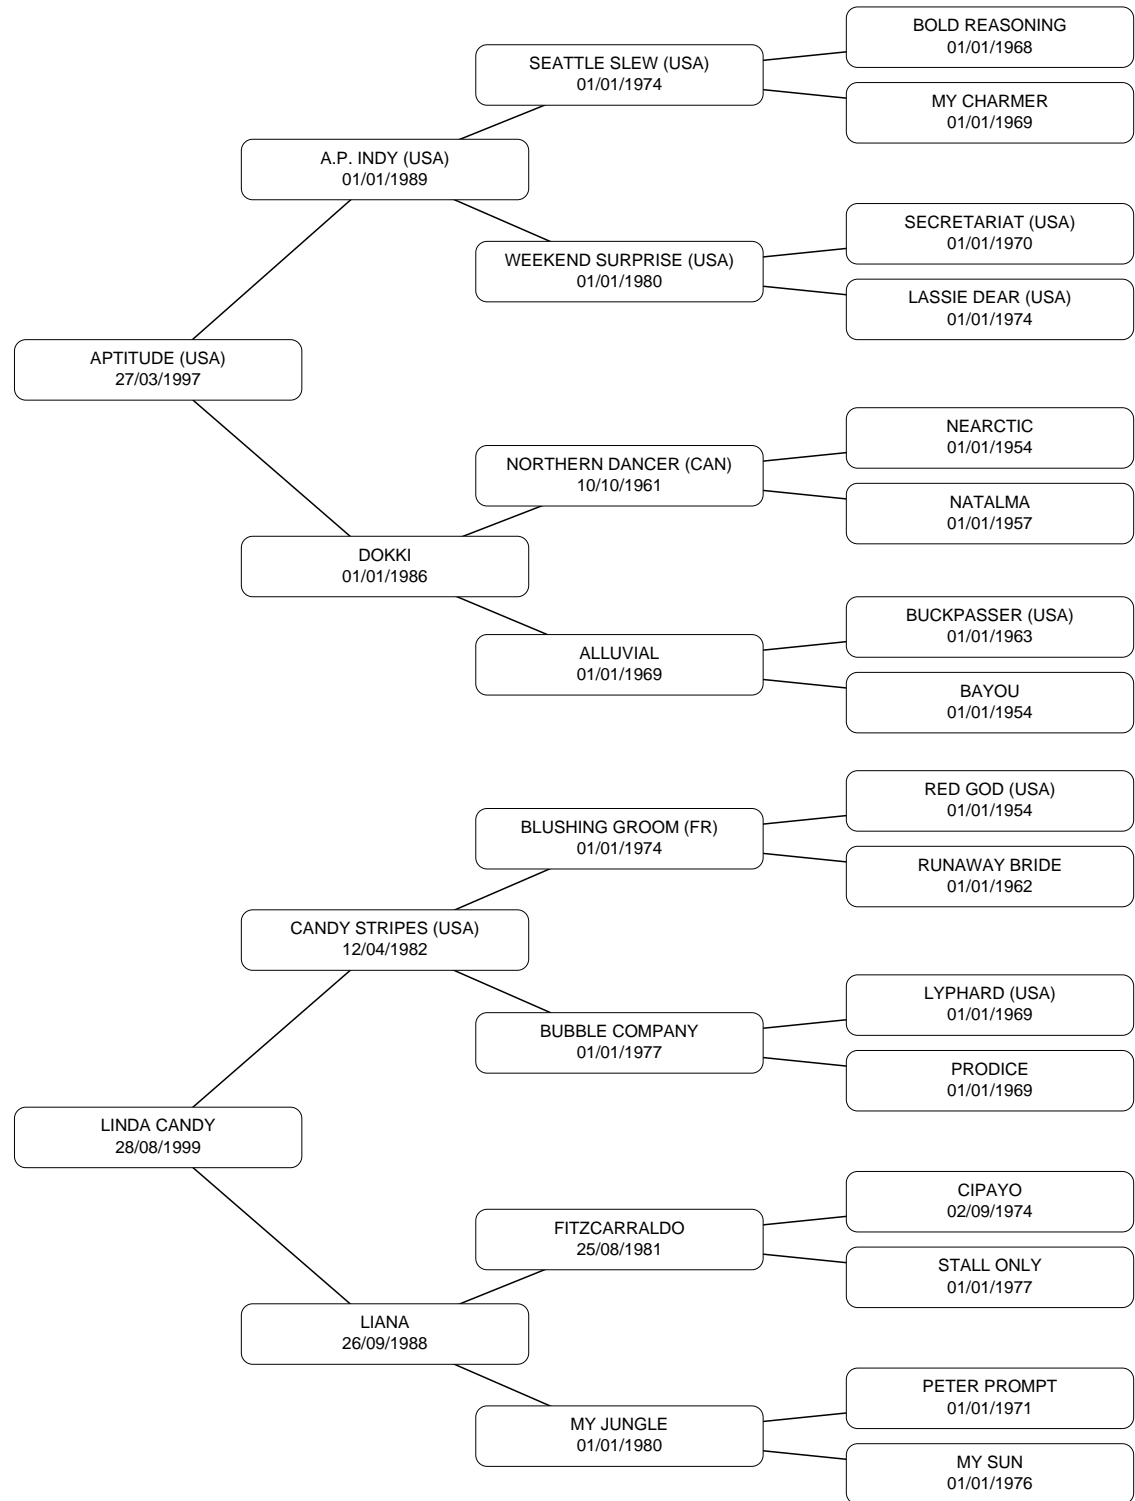 BOLD REASONING
01/01/1968
SEATTLE SLEW (USA)
01/01/1974
MY CHARMER
01/01/1969
A.P. INDY (USA)
01/01/1989
SECRETARIAT (USA)
01/01/1970
WEEKEND SURPRISE (USA)
01/01/1980
LASSIE DEAR (USA)
01/01/1974
APTITUDE (USA)
27/03/1997
NEARCTIC
01/01/1954
NORTHERN DANCER (CAN)
10/10/1961
NATALMA
01/01/1957
DOKKI
01/01/1986
BUCKPASSER (USA)
01/01/1963
ALLUVIAL
01/01/1969
BAYOU
01/01/1954
RED GOD (USA)
01/01/1954
BLUSHING GROOM (FR)
01/01/1974
RUNAWAY BRIDE
01/01/1962
CANDY STRIPES (USA)
12/04/1982
LYPHARD (USA)
01/01/1969
BUBBLE COMPANY
01/01/1977
PRODICE
01/01/1969
LINDA CANDY
28/08/1999
CIPAYO
02/09/1974
FITZCARRALDO
25/08/1981
STALL ONLY
01/01/1977
LIANA
26/09/1988
PETER PROMPT
01/01/1971
MY JUNGLE
01/01/1980
MY SUN
01/01/1976